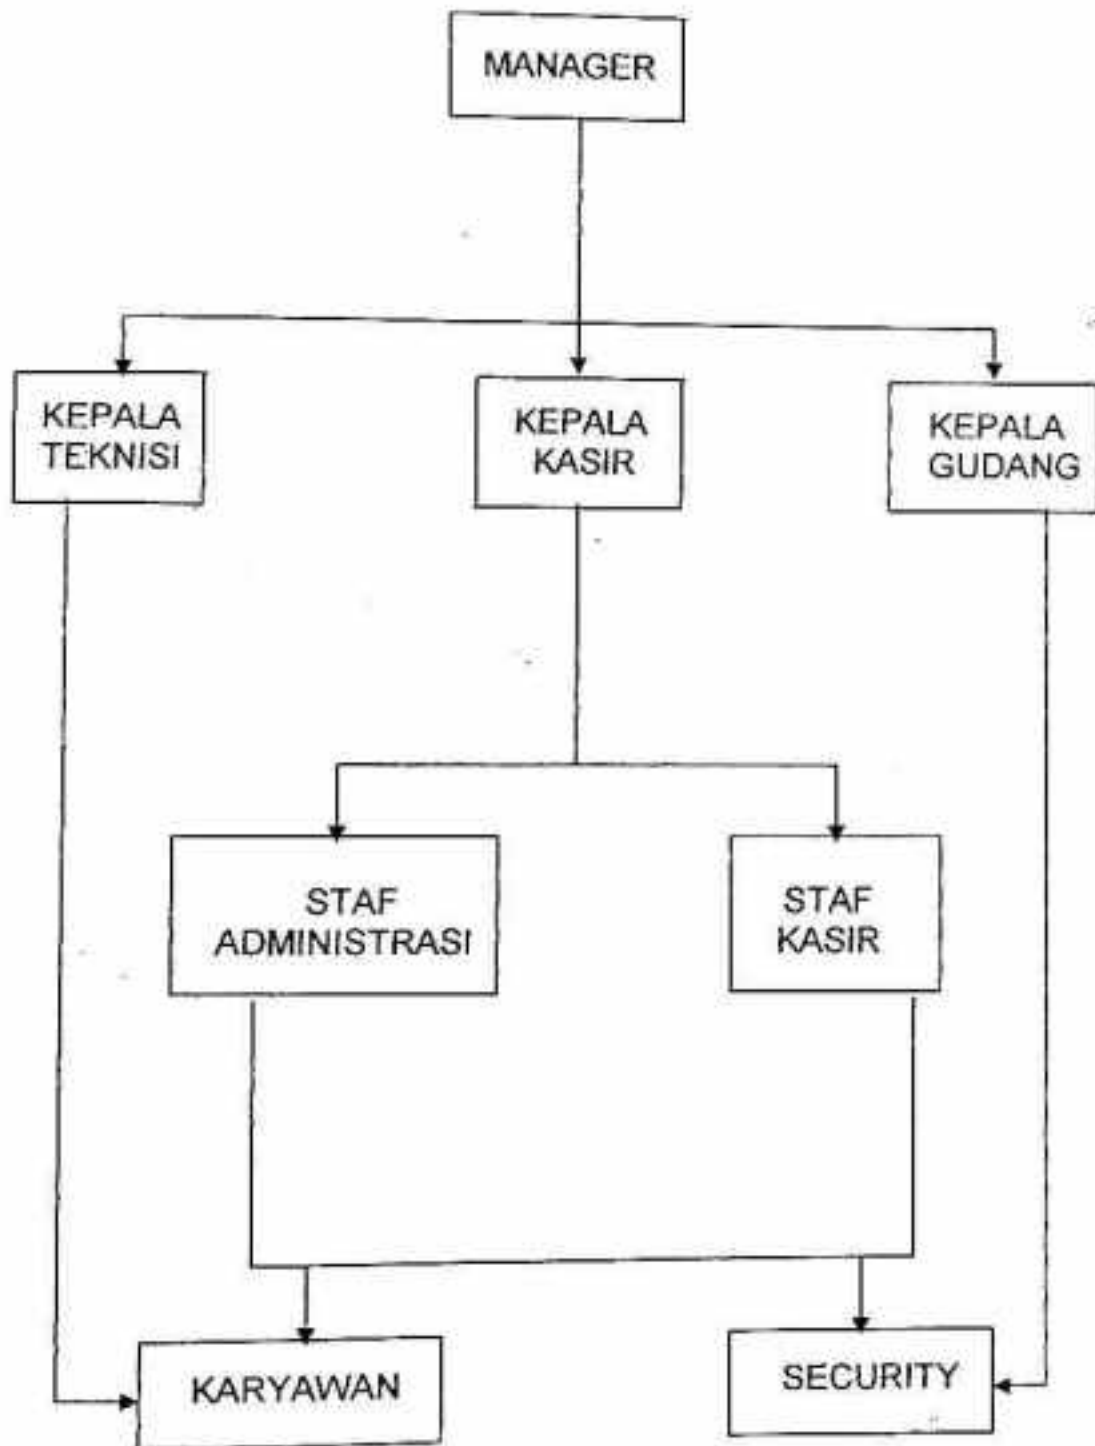 MANAGER
KEPALA
TEKNISI
KEPALA
KASIR
KEPALA
GUDANG
STAF
ADMINISTRASI
STAF
KASIR
KARYAWAN
SECURITY